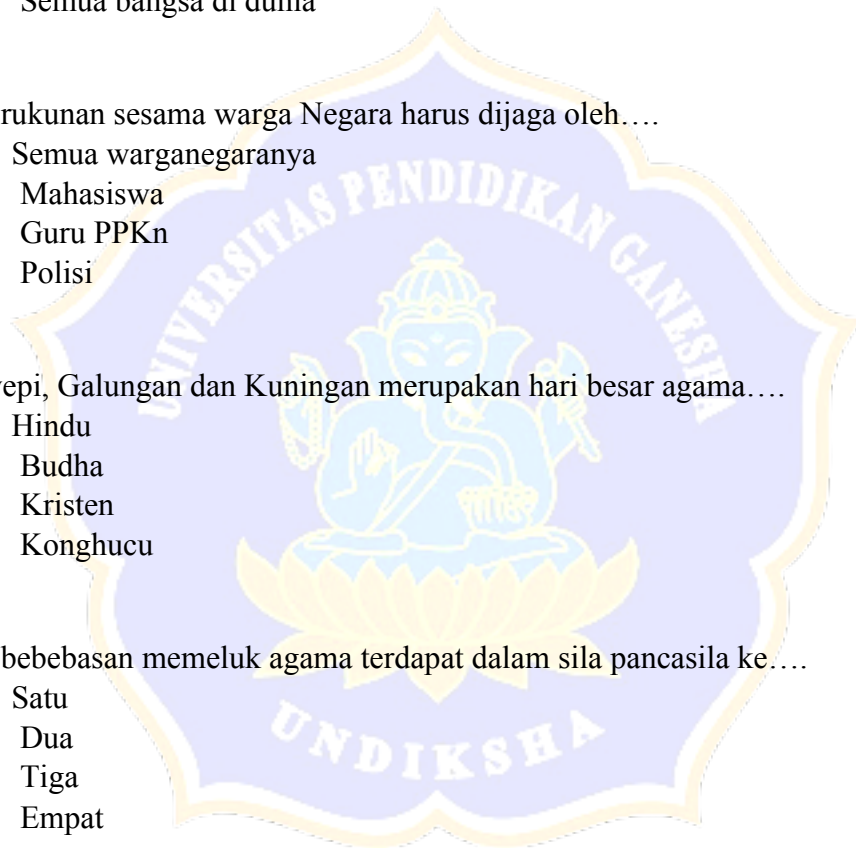 Semua bangsa di dunia
rukunan sesama warga Negara harus dijaga oleh….
Semua warganegaranya
Mahasiswa
Guru PPKn
Polisi
yepi, Galungan dan Kuningan merupakan hari besar agama….
Hindu
Budha
Kristen
Konghucu
bebebasan memeluk agama terdapat dalam sila pancasila ke….
Satu
Dua
Tiga
Empat
UNIVERSITAS PENDIDIKAN GANESHA
UNDIKSHA